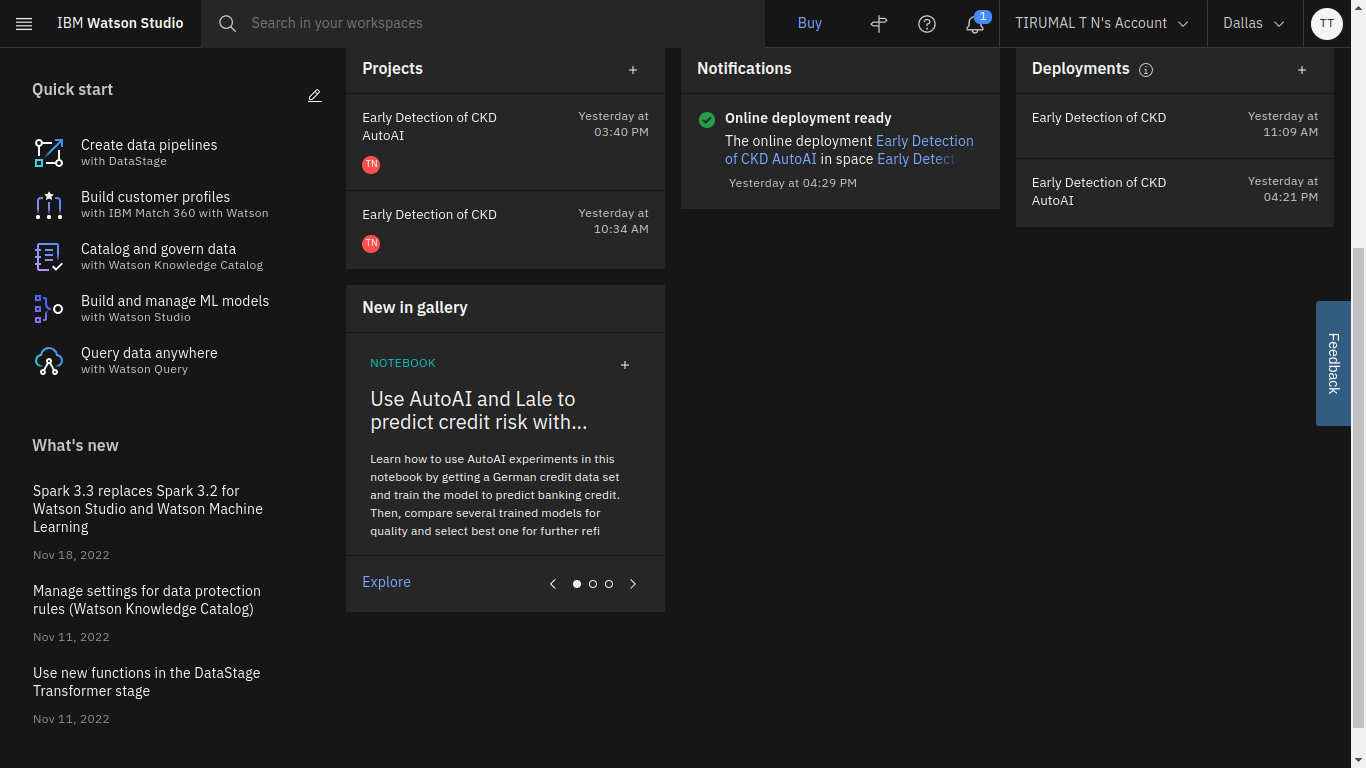 IBM Watson Studio
Search in your workspaces
Buy
1
TIRUMAL T N's Account
Dallas
TT
Quick start
Create data pipelines
with DataStage
Build customer profiles
with IBM Match 360 with Watson
Catalog and govern data
with Watson Knowledge Catalog
Build and manage ML models
with Watson Studio
Query data anywhere
with Watson Query
What's new
Spark 3.3 replaces Spark 3.2 for
Watson Studio and Watson Machine
Learning
Nov 18, 2022
Manage settings for data protection
rules (Watson Knowledge Catalog)
Nov 11, 2022
Use new functions in the DataStage
Transformer stage
Nov 11, 2022
Projects
Early Detection of CKD
AutoAI
Yesterday at
03:40 PM
TN
Early Detection of CKD
Yesterday at
10:34 AM
TN
New in gallery
NOTEBOOK
Use AutoAI and Lale to
predict credit risk with...
Learn how to use AutoAI experiments in this
notebook by getting a German credit data set
and train the model to predict banking credit.
Then, compare several trained models for
quality and select best one for further refi
Explore
Notifications
Online deployment ready
The online deployment Early Detection
of CKD AutoAI in space Early Detect
Yesterday at 04:29 PM
Deployments
Early Detection of CKD
Yesterday at
11:09 AM
Early Detection of CKD
AutoAI
Yesterday at
04:21 PM
Feedback